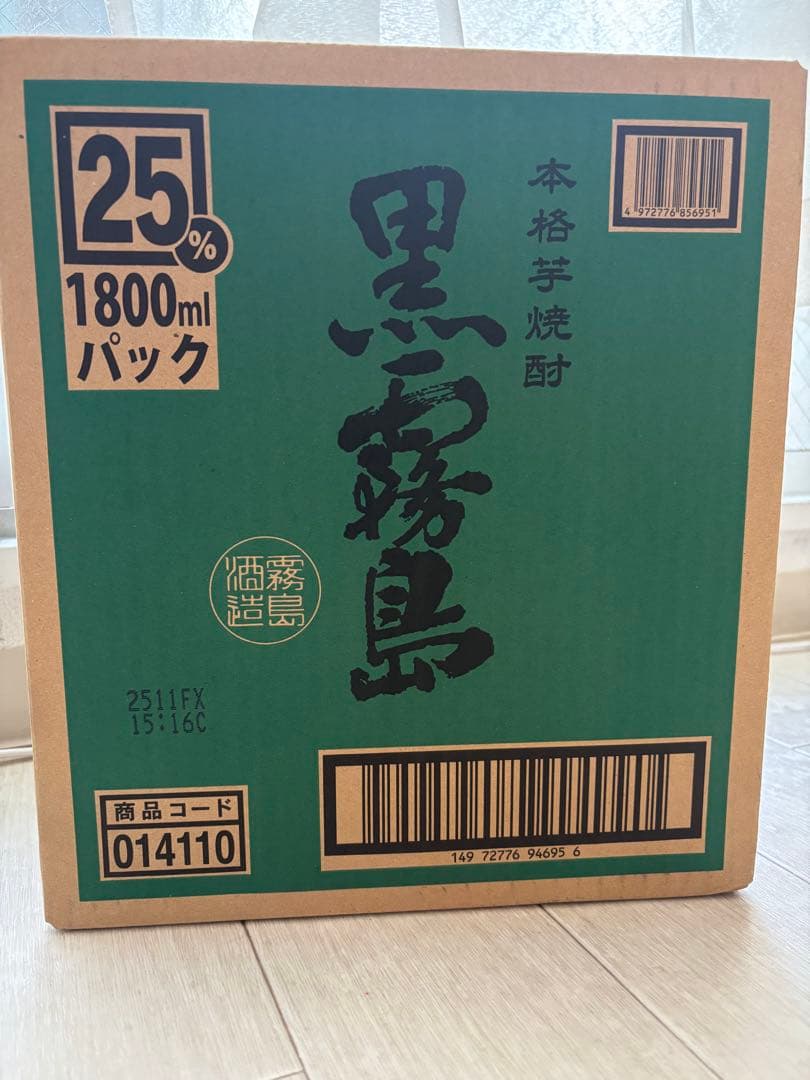 25%
1800ml
パック
本格芋焼酎
黒霧島
4 972776 856951
霧島
酒造
2511FX
15:16C
商品コード
014110
149 72776 94695 6